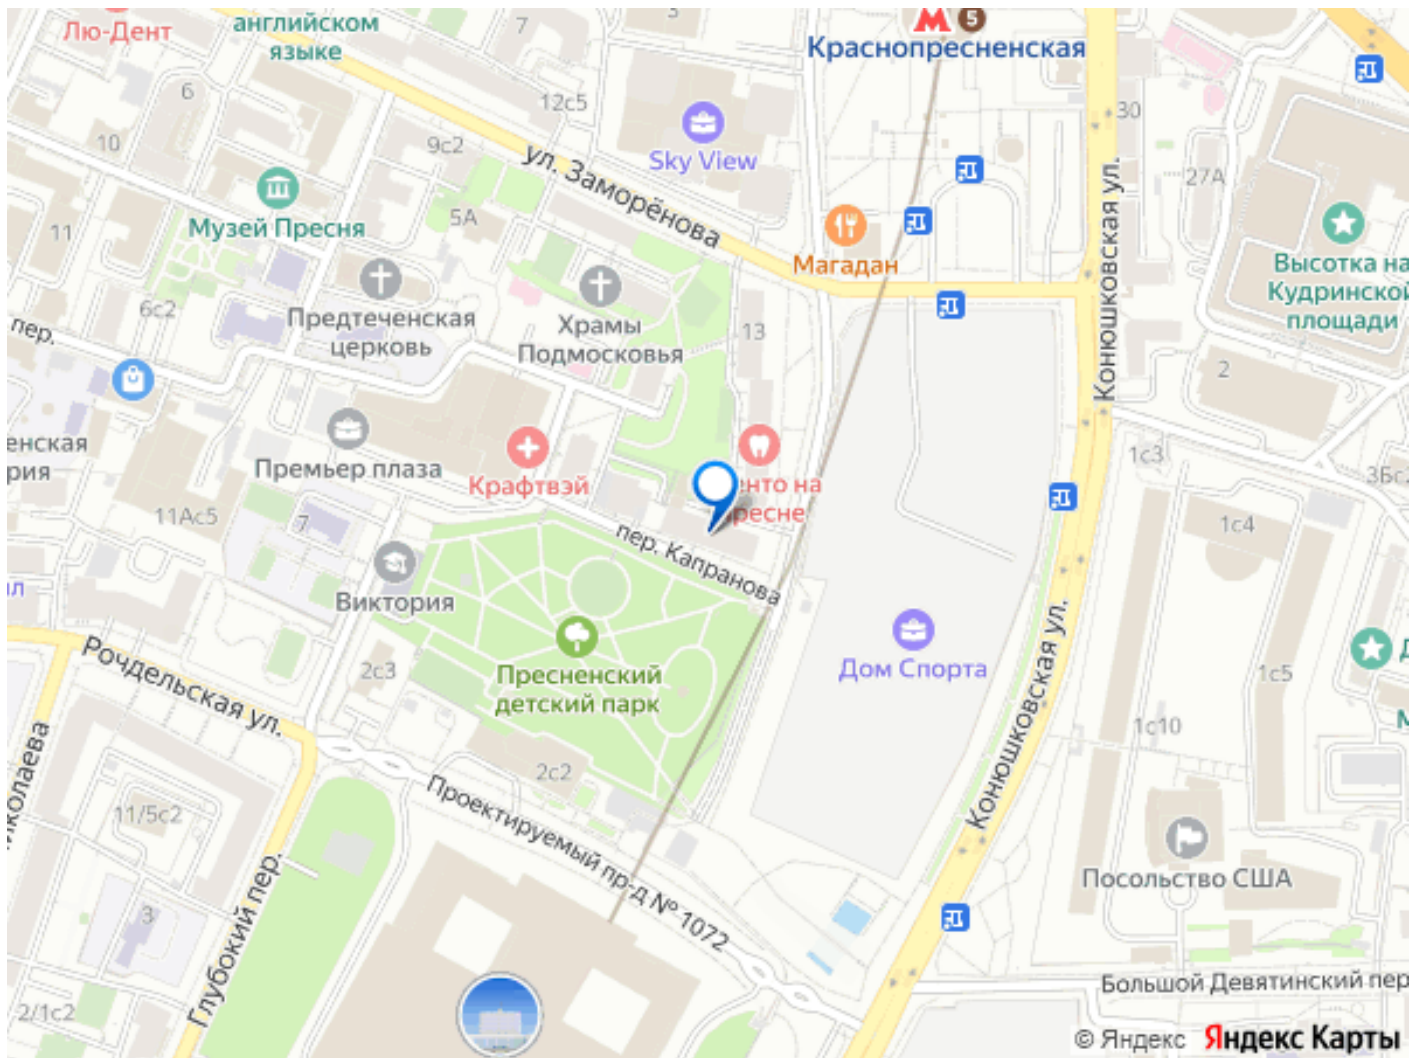 Лю-Дент
английском
языке
7
3
5
Краснопресненская
6
12с5
30
10
9с2
Sky View
ул. Заморёнова
27А
Музей Пресня
5А
11
Магадан
Конюшковская ул.
Высотка на
Кудринской
площади
6с2
Предтеченская
церковь
Храмы
Подмосковья
13
пер.
2
Премьер плаза
Крафтвэй
1с3
11Ас5
7
1с4
пер. Капранова
Виктория
Рочдельская ул.
2с3
Пресненский
детский парк
Дом Спорта
Конюшковская ул.
1с5
1с10
2с2
Проектируемый пр-д № 1072
11/5с2
Глубокий пер.
3
Посольство США
2/1с2
Большой Девятинский пер
© Яндекс Яндекс Карты